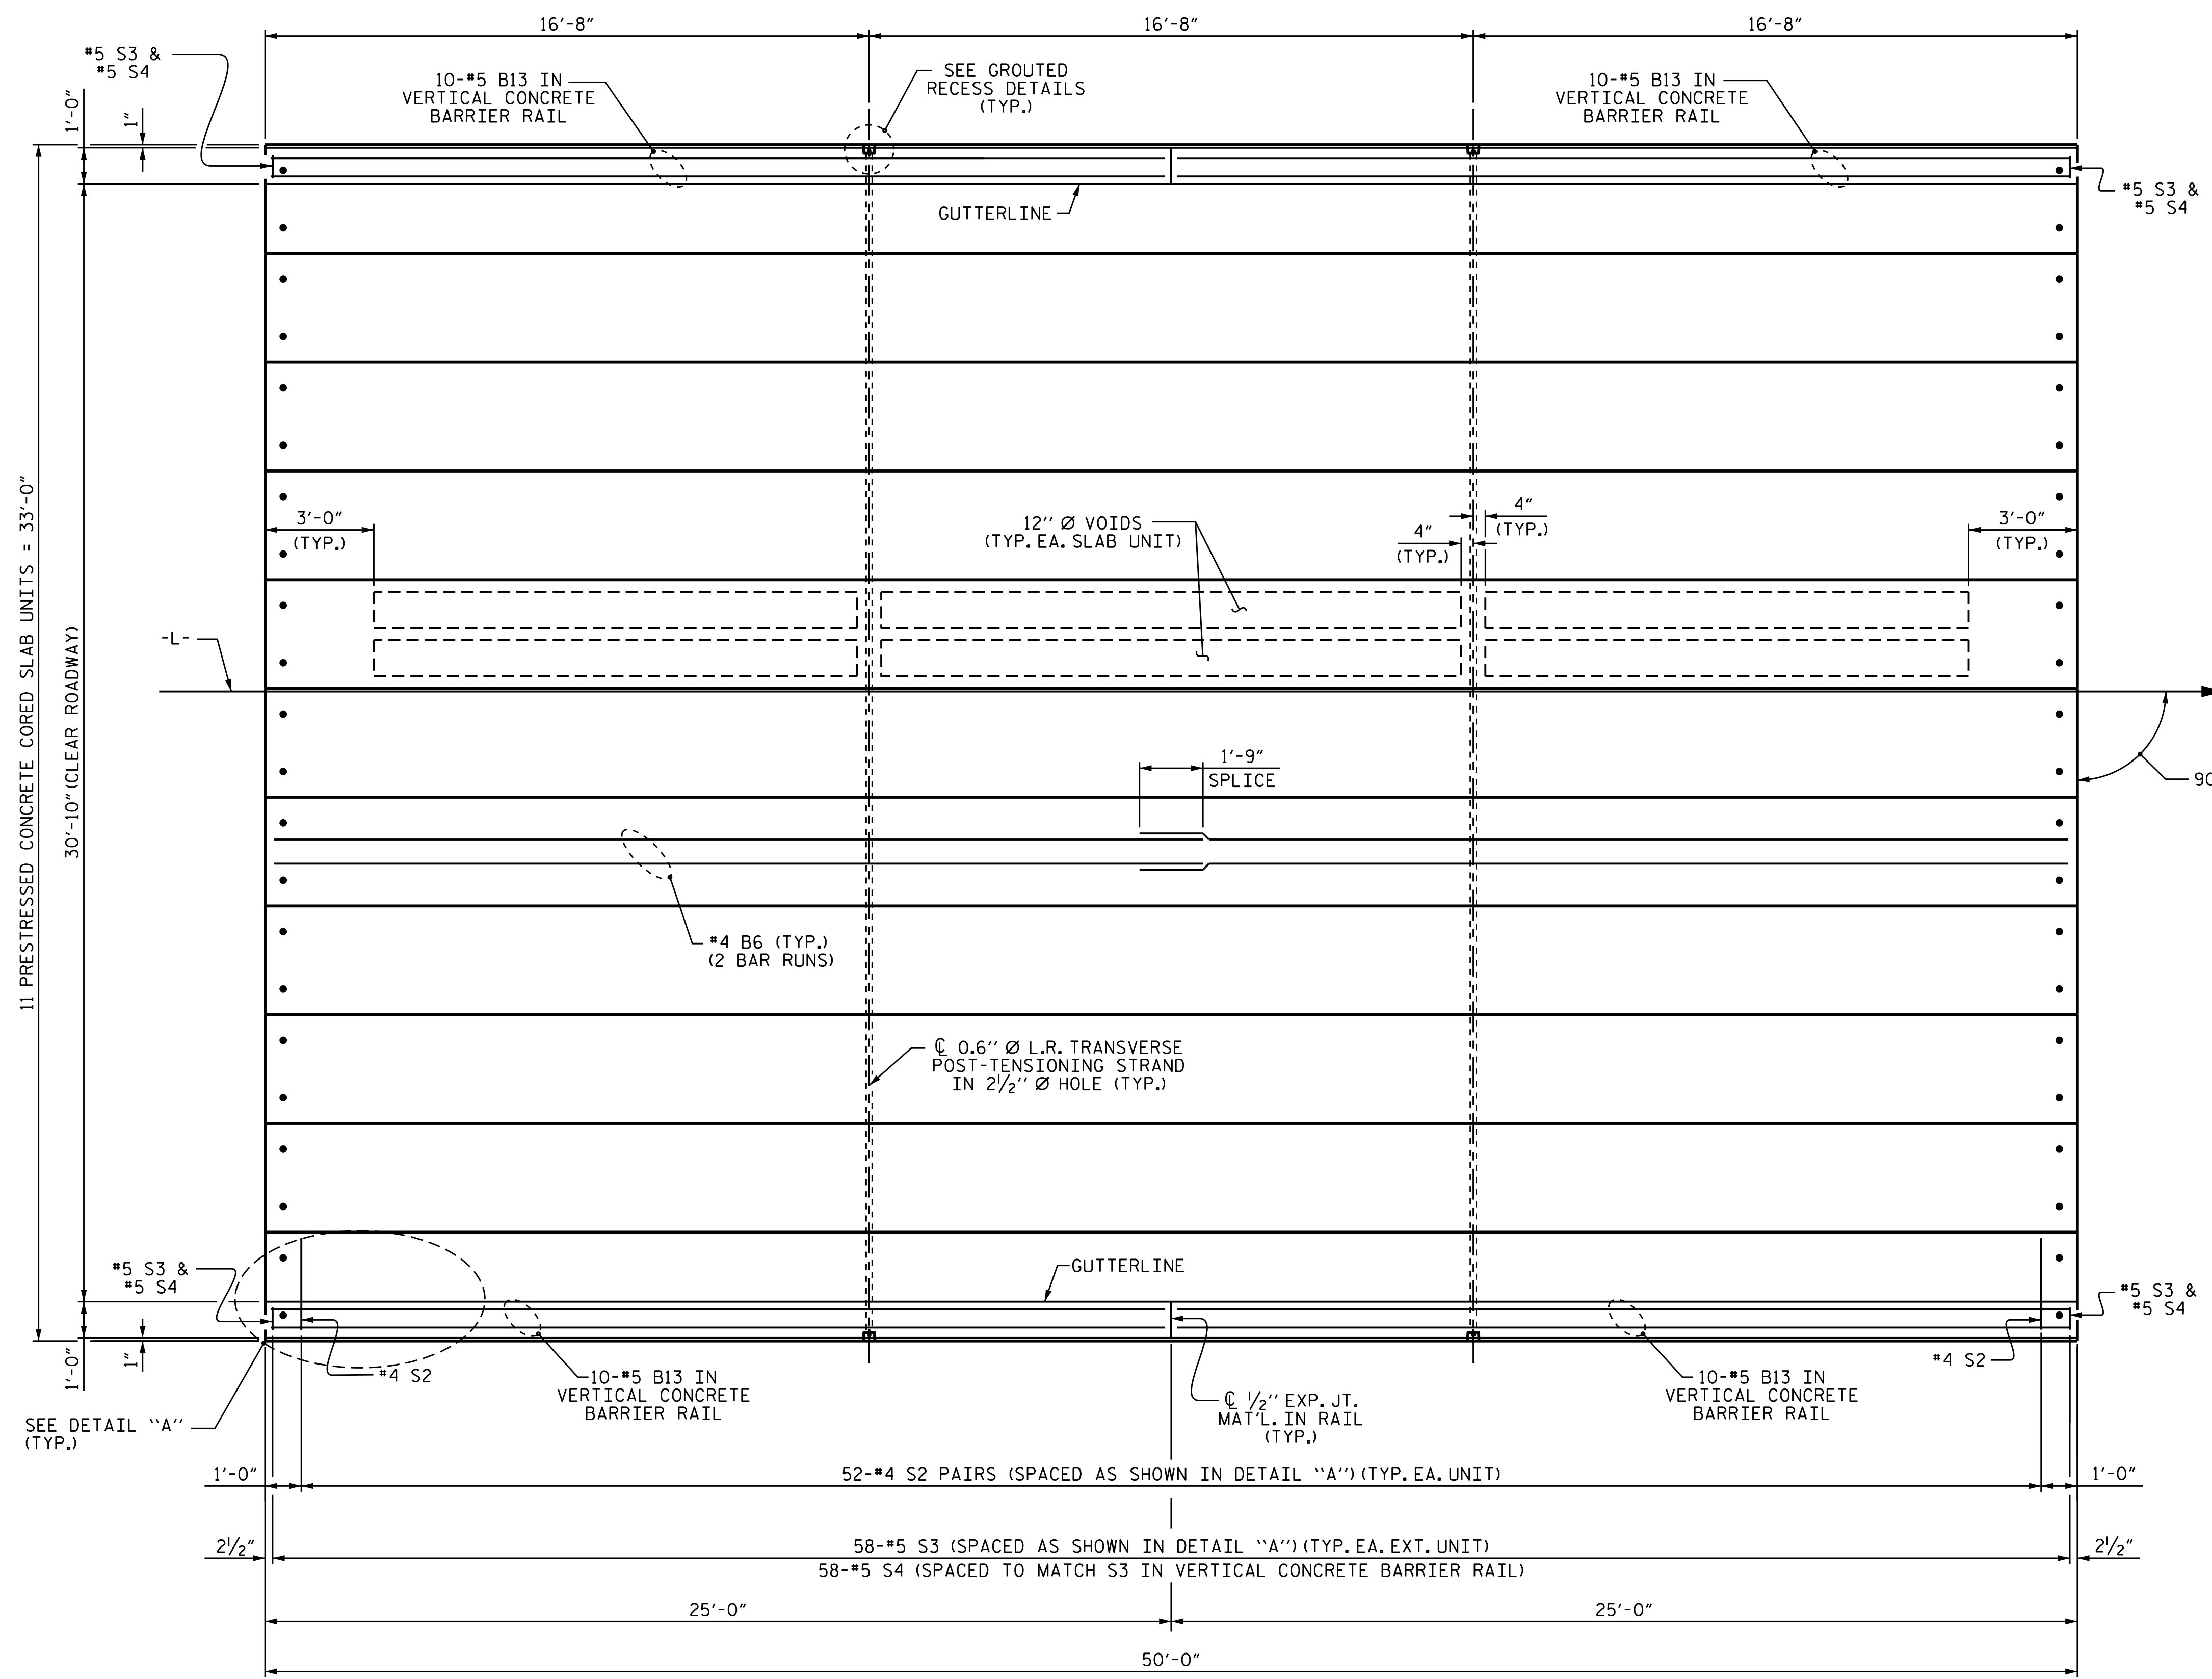 16'-8"
16'-8"
16'-8"
#5 S3 &
#5 S4
10-#5 B13 IN
VERTICAL CONCRETE
BARRIER RAIL
SEE GROUTED
RECESS DETAILS
(TYP.)
10-#5 B13 IN
VERTICAL CONCRETE
BARRIER RAIL
1'-0"
1"
#5 S3 &
#5 S4
GUTTERLINE
11 PRESTRESSED CONCRETE CORED SLAB UNITS = 33'-0"
30'-10" (CLEAR ROADWAY)
3'-0"
(TYP.)
12'' Ø VOIDS
(TYP. EA. SLAB UNIT)
4"
(TYP.)
4"
(TYP.)
3'-0"
(TYP.)
-L-
1'-9"
SPLICE
90
#4 B6 (TYP.)
(2 BAR RUNS)
℄ 0.6'' Ø L.R. TRANSVERSE
POST-TENSIONING STRAND
IN 2½'' Ø HOLE (TYP.)
#5 S3 &
#5 S4
GUTTERLINE
#5 S3 &
#5 S4
1'-0"
1"
#4 S2
10-#5 B13 IN
VERTICAL CONCRETE
BARRIER RAIL
℄ ½'' EXP. JT.
MAT'L. IN RAIL
(TYP.)
#4 S2
10-#5 B13 IN
VERTICAL CONCRETE
BARRIER RAIL
SEE DETAIL ``A''
(TYP.)
1'-0"
52-#4 S2 PAIRS (SPACED AS SHOWN IN DETAIL ``A'') (TYP. EA. UNIT)
1'-0"
2½"
58-#5 S3 (SPACED AS SHOWN IN DETAIL ``A'') (TYP. EA. EXT. UNIT)
58-#5 S4 (SPACED TO MATCH S3 IN VERTICAL CONCRETE BARRIER RAIL)
2½"
25'-0"
25'-0"
50'-0"